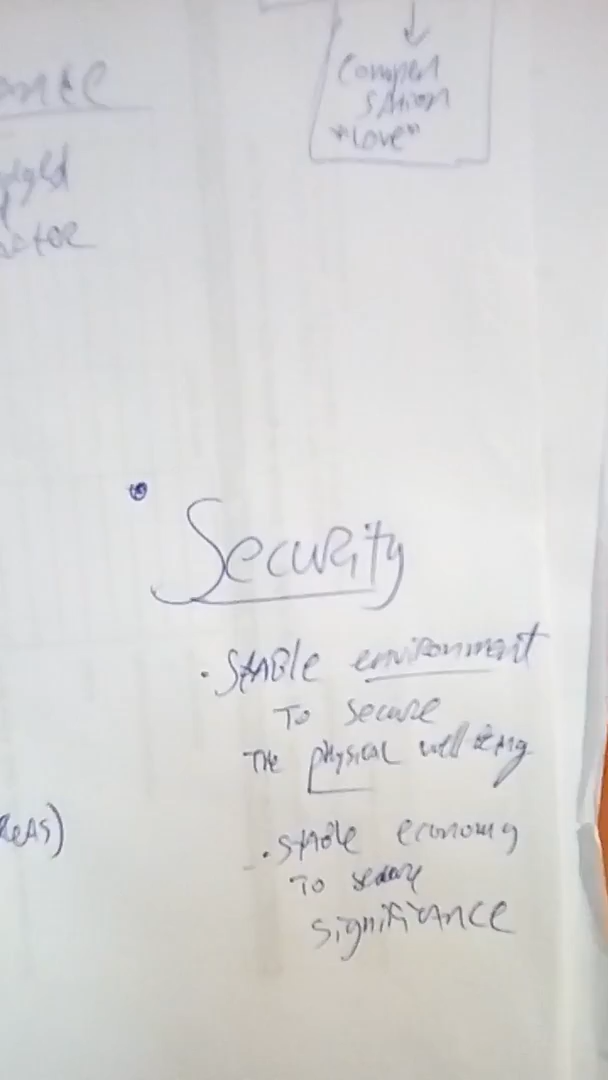 Compen
sation
"Love"
Security
• Stable environment
To secure
The physical well being
• Stable economy
To secure
significance